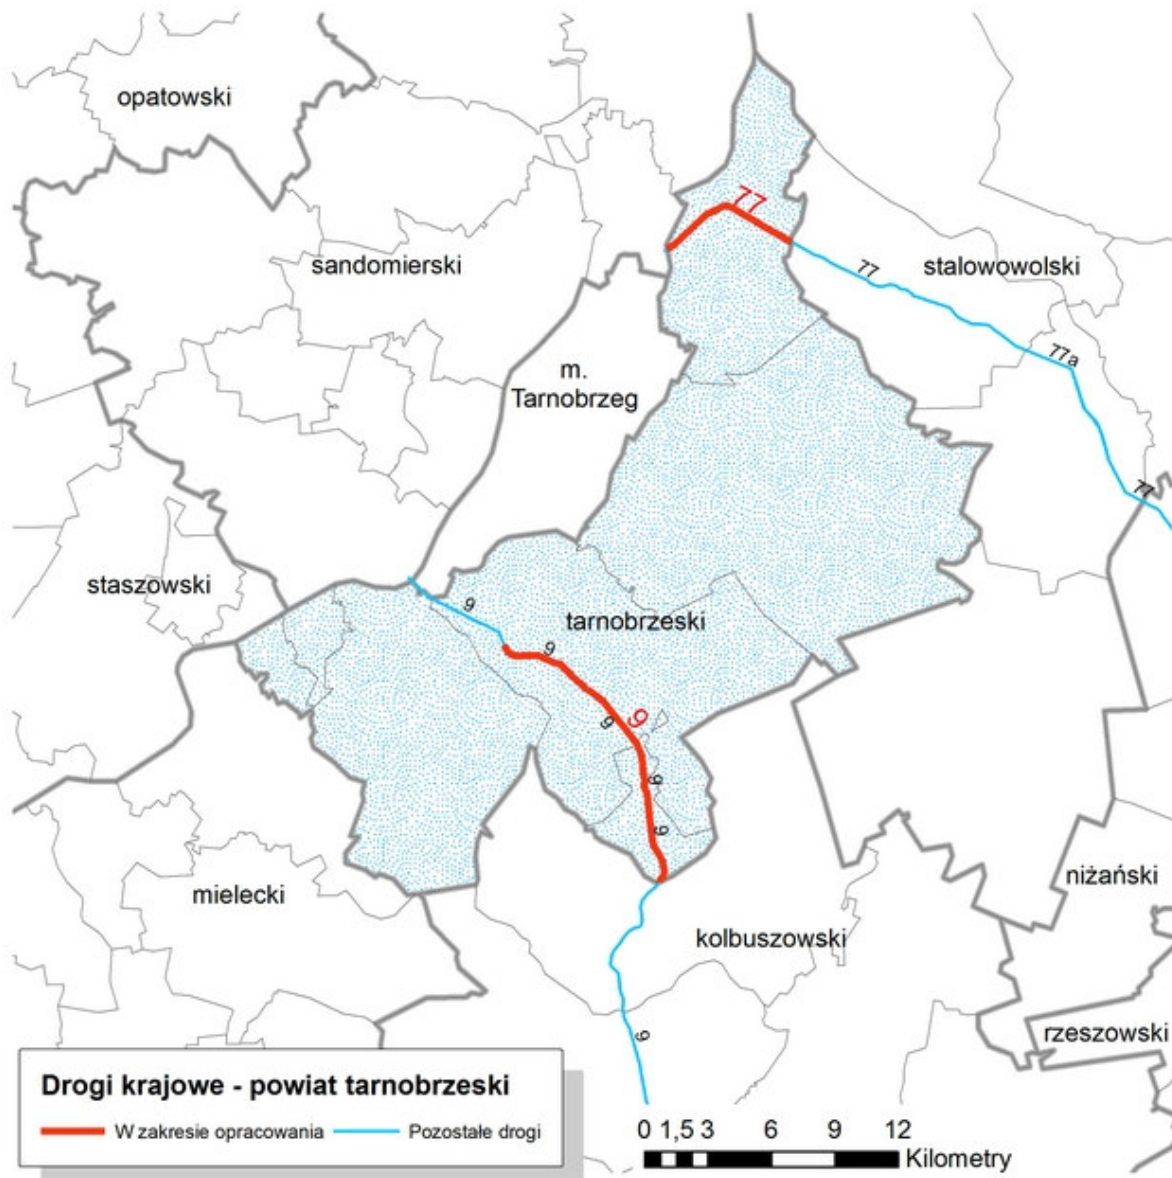 opatowski
77
sandomierski
77
stalowowolski
77a
m.
Tarnobrzeg
77
staszowski
9
tarnobrzeski
9
9
9
9
9
mielecki
niżański
kolbuszowski
rzeszowski
9
Drogi krajowe - powiat tarnobrzeski
W zakresie opracowania
Pozostałe drogi
0 1,5 3 6 9 12
Kilometry